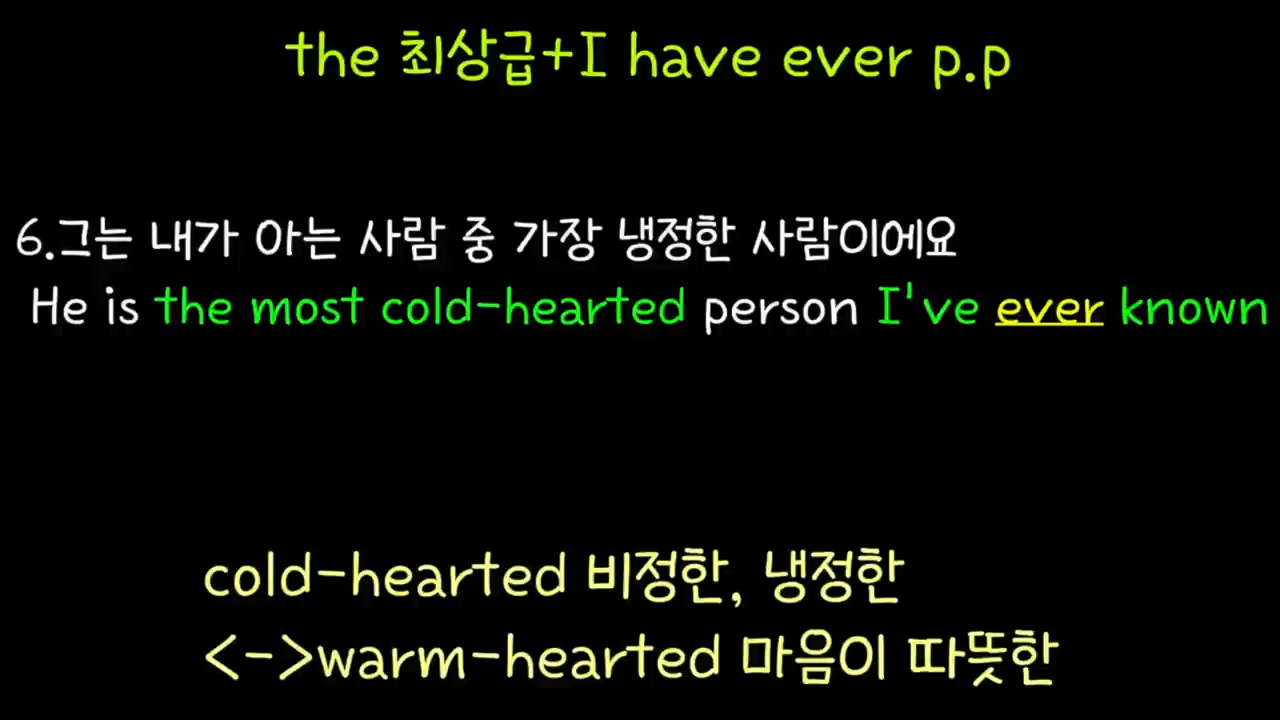 the 최상급+I have ever p.p
6.그는 내가 아는 사람 중 가장 냉정한 사람이에요
He is the most cold-hearted person I've ever known
cold-hearted 비정한, 냉정한
<->warm-hearted 마음이 따뜻한